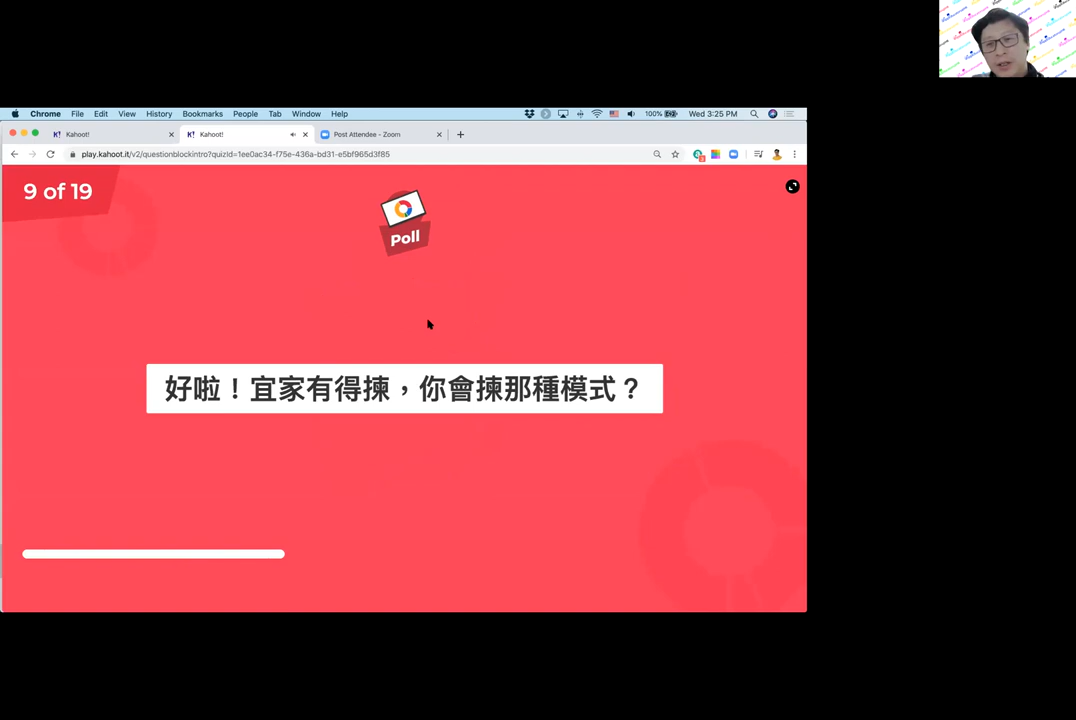 Chrome File Edit View History Bookmarks People Tab Window Help 100% Wed 3:25 PM
Kahoot! Kahoot! Post Attendee - Zoom
play.kahoot.it/v2/questionblockintro?quizId=1ee0ac34-f75e-436a-bd31-e5bf965d3f85
9 of 19
Poll
好啦！宜家有得揀，你會揀那種模式？